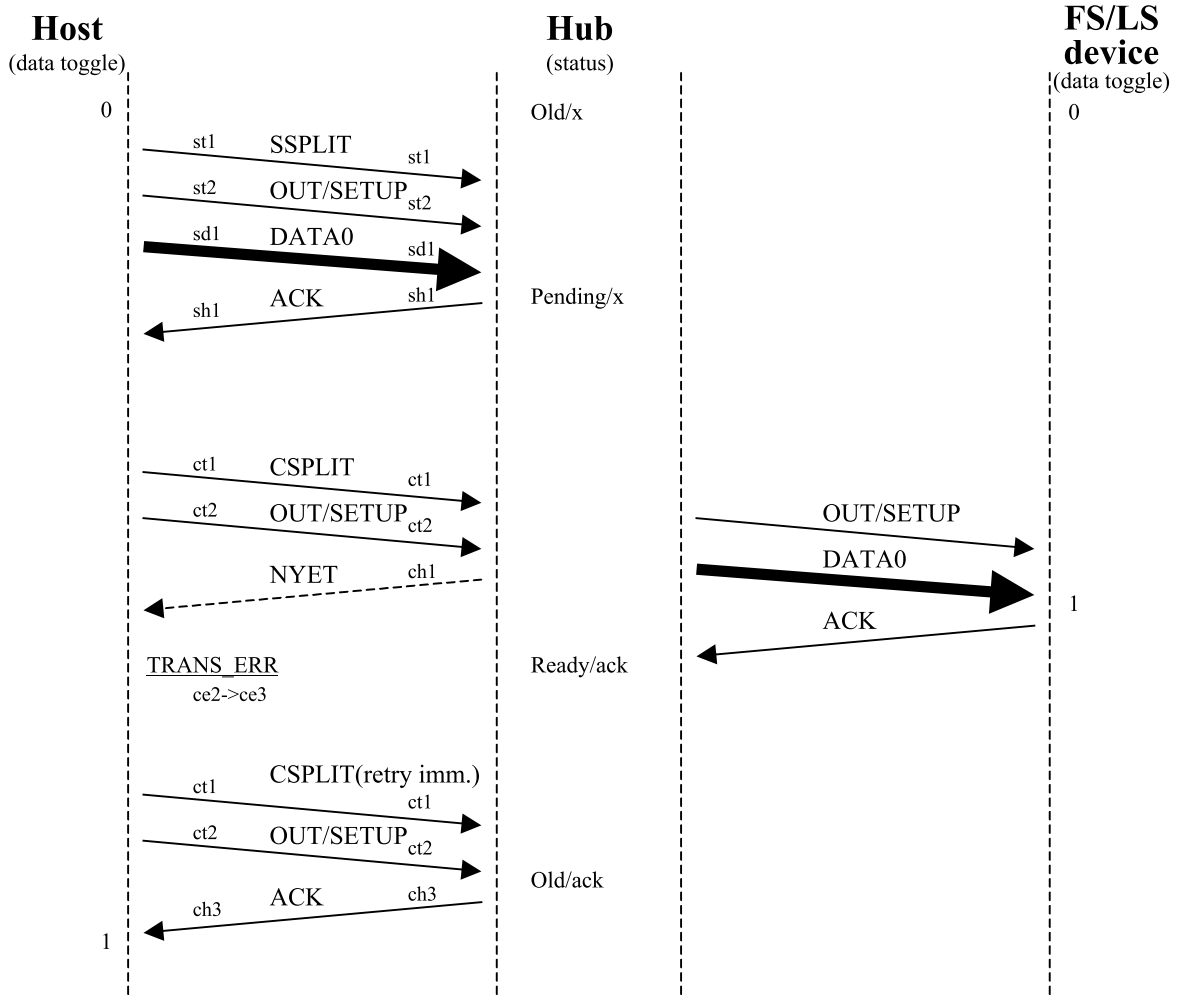 Host
(data toggle)
Hub
(status)
FS/LS
device
(data toggle)
0
Old/x
0
st1 SSPLIT st1
st2 OUT/SETUP st2
sd1 DATA0 sd1
ACK sh1
sh1
Pending/x
ct1 CSPLIT ct1
ct2 OUT/SETUP ct2
OUT/SETUP
NYET ch1
DATA0
1
ACK
TRANS_ERR
ce2->ce3
Ready/ack
CSPLIT(retry imm.)
ct1 ct1
ct2 OUT/SETUP ct2
Old/ack
ACK ch3
ch3
1